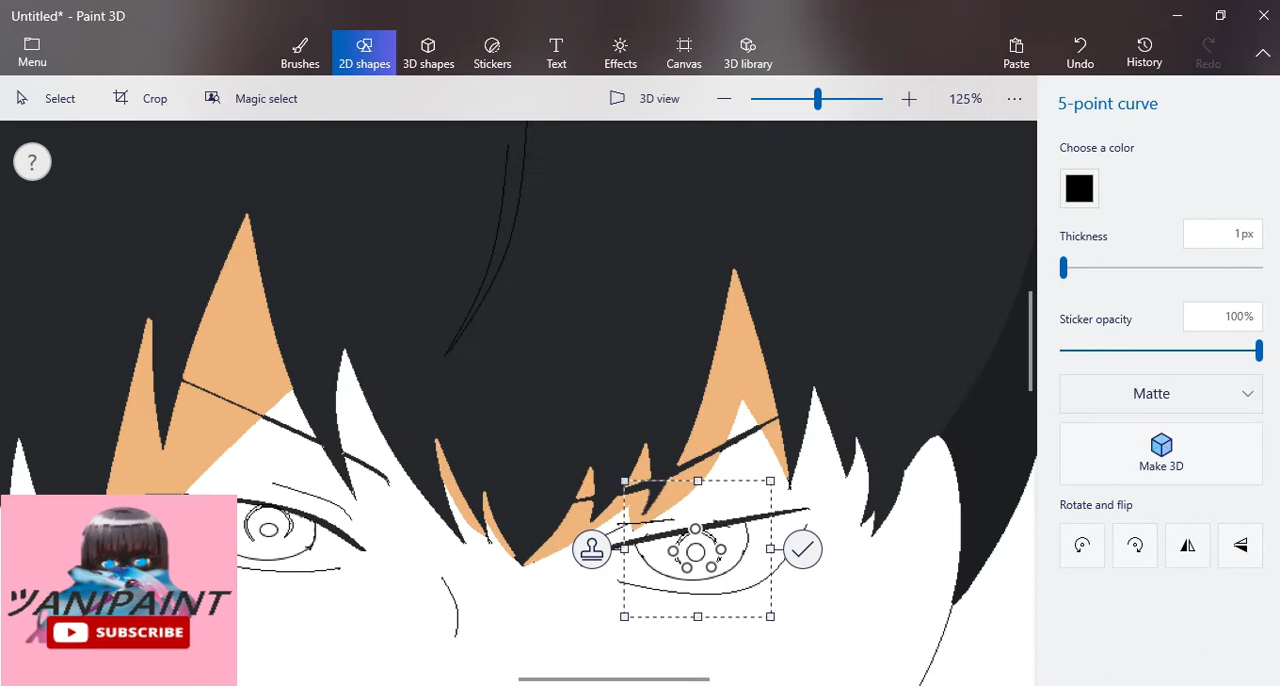 Untitled* - Paint 3D
Menu
Brushes
2D shapes
3D shapes
Stickers
Text
Effects
Canvas
3D library
Paste
Undo
History
Redo
Select
Crop
Magic select
3D view
125%
5-point curve
?
Choose a color
Thickness
1px
Sticker opacity
100%
Matte
Make 3D
Rotate and flip
ツANIPAINT
SUBSCRIBE